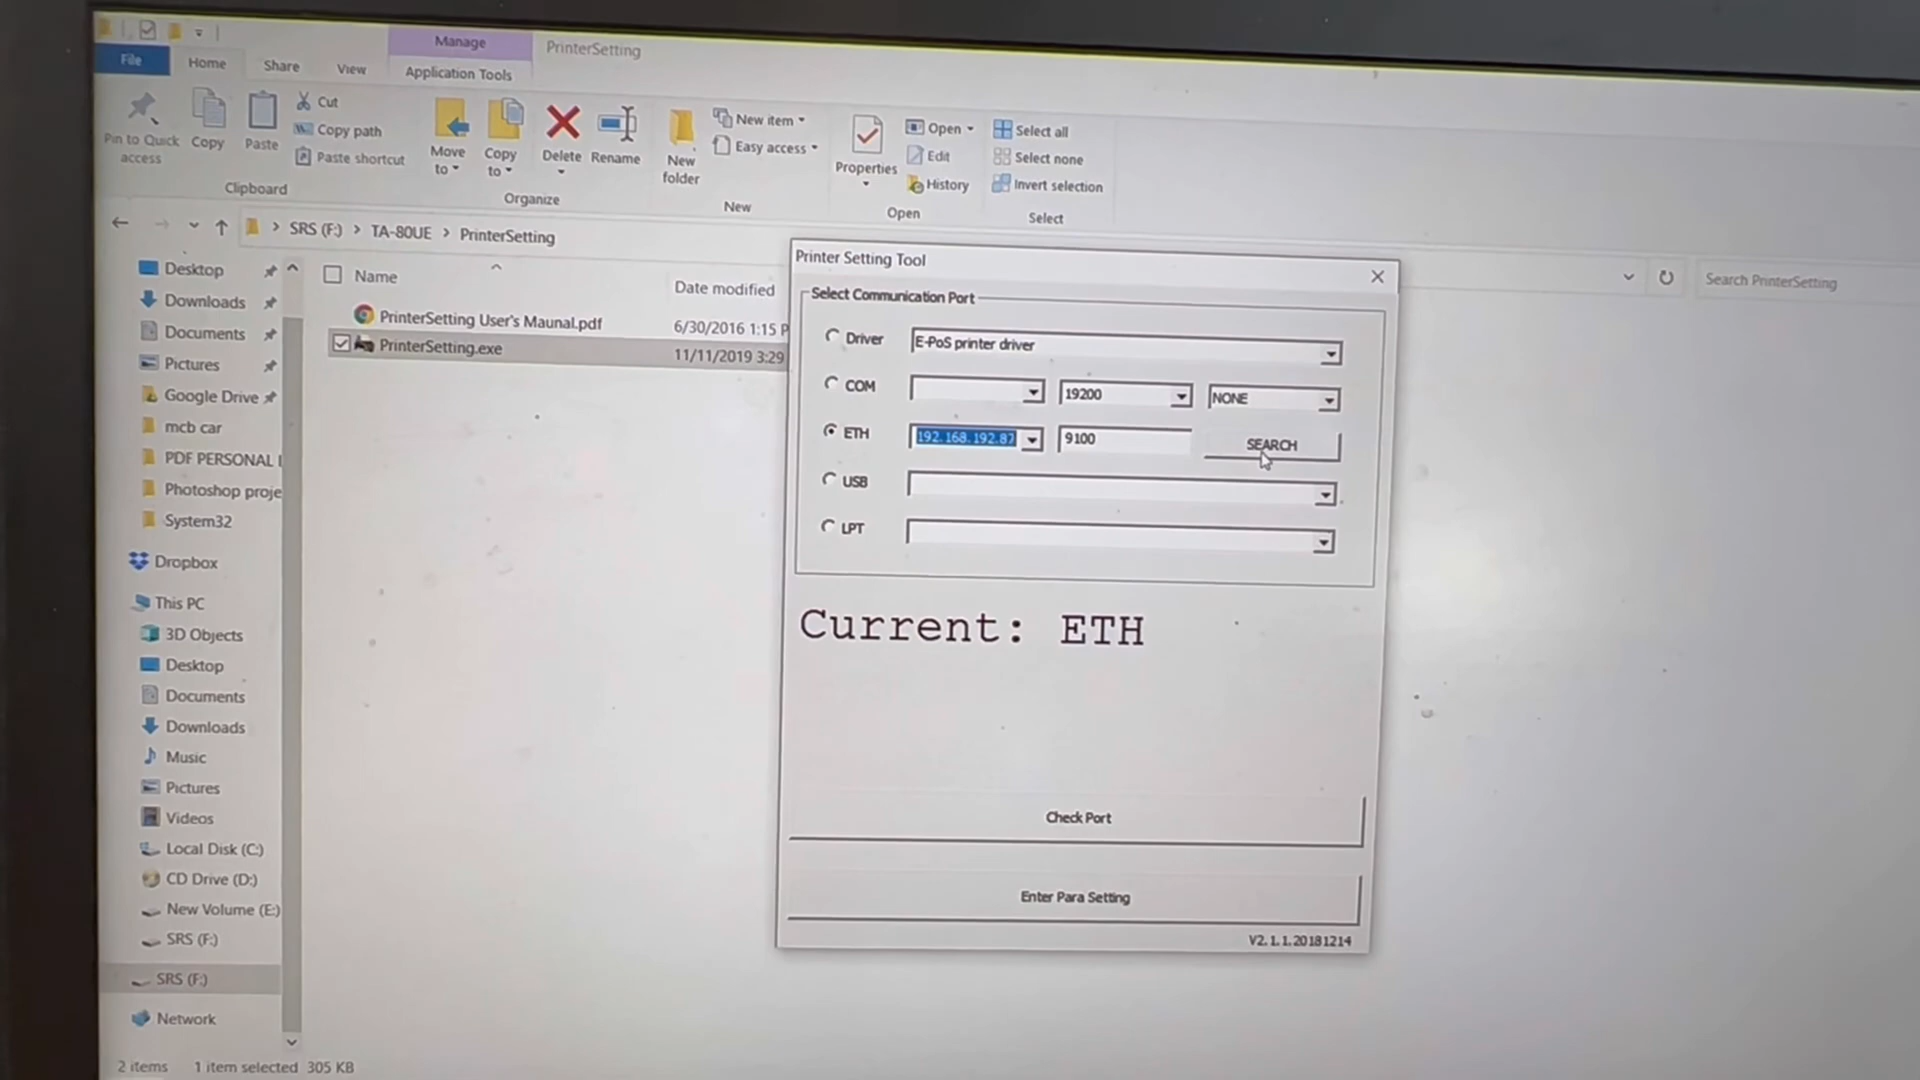 Manage
PrinterSetting
File
Home
Share
View
Application Tools
Pin to Quick access
Copy
Paste
Cut
Copy path
Paste shortcut
Clipboard
Move to
Copy to
Delete
Rename
Organize
New folder
New item
Easy access
New
Properties
Open
Edit
History
Open
Select all
Select none
Invert selection
Select
SRS (F:) > TA-80UE > PrinterSetting
Search PrinterSetting
Name
Date modified
PrinterSetting User's Maunal.pdf
6/30/2016 1:15 P
PrinterSetting.exe
11/11/2019 3:29
Desktop
Downloads
Documents
Pictures
Google Drive
mcb car
PDF PERSONAL
Photoshop proje
System32
Dropbox
This PC
3D Objects
Desktop
Documents
Downloads
Music
Pictures
Videos
Local Disk (C:)
CD Drive (D:)
New Volume (E:)
SRS (F:)
SRS (F:)
Network
2 items
1 item selected 305 KB
Printer Setting Tool
Select Communication Port
Driver
E-PoS printer driver
COM
19200
NONE
ETH
192.168.192.87
9100
SEARCH
USB
LPT
Current: ETH
Check Port
Enter Para Setting
V2.1.1.20181214